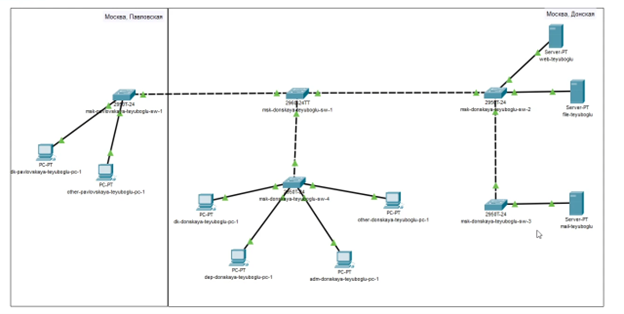 Москва, Павловская
Москва, Донская
Server-PT
web-teyuboglu
2950T-24
msk-pavlovskaya-teyuboglu-sw-1
2960-24TT
msk-donskaya-teyuboglu-sw-1
2950T-24
msk-donskaya-teyuboglu-sw-2
Server-PT
file-teyuboglu
PC-PT
dk-pavlovskaya-teyuboglu-pc-1
PC-PT
other-pavlovskaya-teyuboglu-pc-1
2950T-24
msk-donskaya-teyuboglu-sw-4
PC-PT
dk-donskaya-teyuboglu-pc-1
PC-PT
other-donskaya-teyuboglu-pc-1
2950T-24
msk-donskaya-teyuboglu-sw-3
Server-PT
mail-teyuboglu
PC-PT
dep-donskaya-teyuboglu-pc-1
PC-PT
adm-donskaya-teyuboglu-pc-1